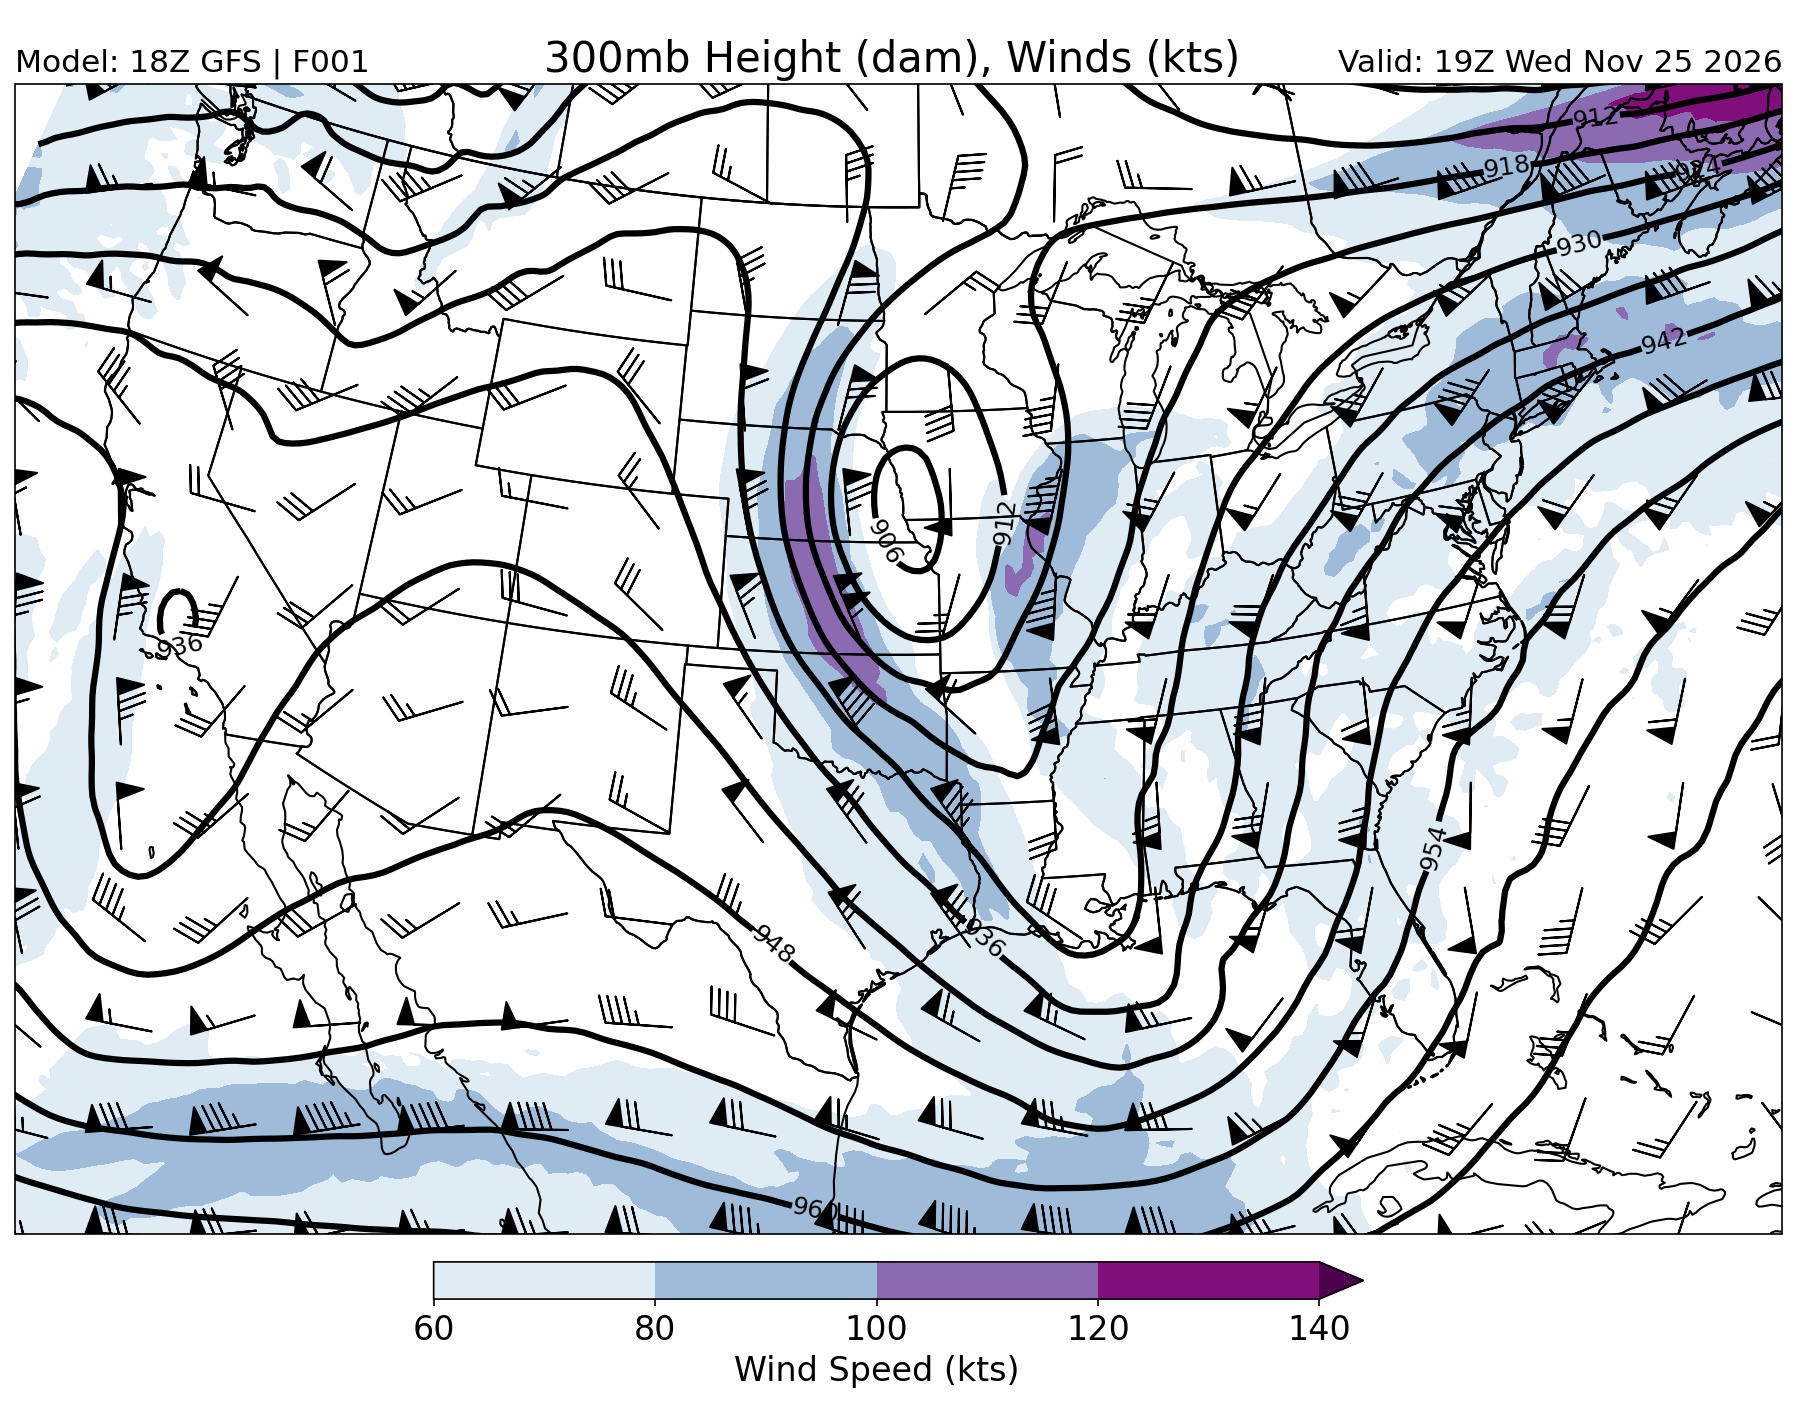 Model: 18Z GFS | F001
300mb Height (dam), Winds (kts)
Valid: 19Z Wed Nov 25 2026
912
918
924
930
942
912
906
936
954
936
948
960
60 80 100 120 140
Wind Speed (kts)